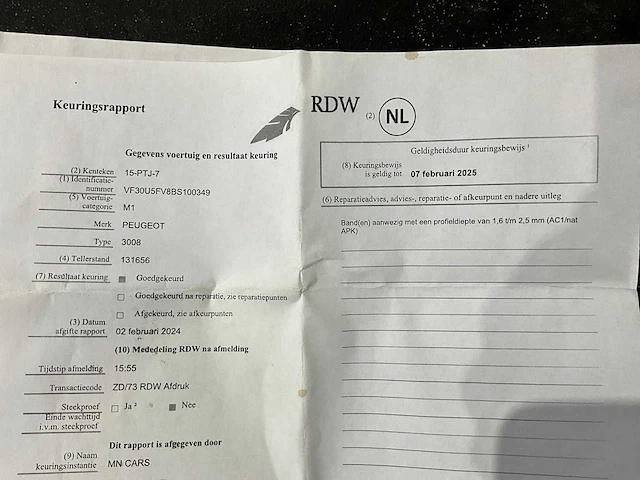 Keuringsrapport
RDW (2) NL
Gegevens voertuig en resultaat keuring
(2) Kenteken 15-PTJ-7
(1) Identificatie-
nummer VF30U5FV8BS100349
(5) Voertuig-
categorie M1
Merk PEUGEOT
Type 3008
(4) Tellerstand 131656
(7) Resultaat keuring Goedgekeurd
Goedgekeurd na reparatie, zie reparatiepunten
Afgekeurd, zie afkeurpunten
(3) Datum
afgifte rapport 02 februari 2024
(10) Mededeling RDW na afmelding
Tijdstip afmelding 15:55
Transactiecode ZD/73 RDW Afdruk
Steekproef Ja ² Nee
Einde wachttijd
i.v.m. steekproef
Dit rapport is afgegeven door
(9) Naam
keuringsinstantie MN CARS
Geldigheidsduur keuringsbewijs ¹
(8) Keuringsbewijs
is geldig tot 07 februari 2025
(6) Reparatieadvies, advies-, reparatie- of afkeurpunt en nadere uitleg
Band(en) aanwezig met een profieldiepte van 1,6 t/m 2,5 mm (AC1/nat
APK)